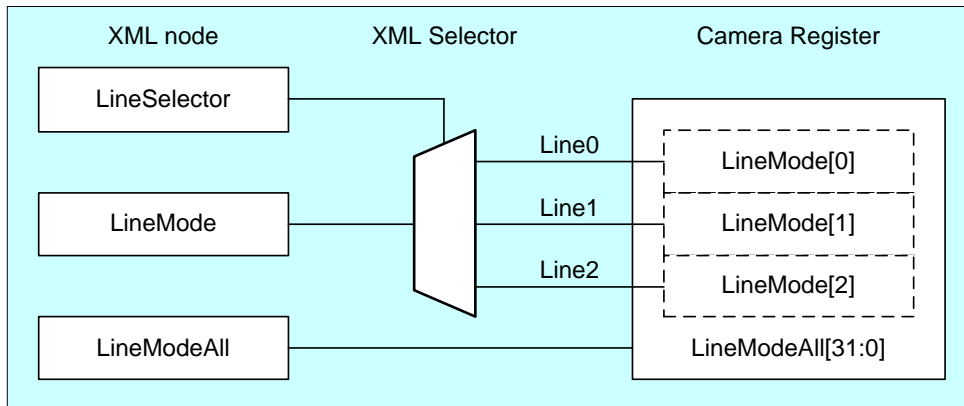 XML node
XML Selector
Camera Register
LineSelector
LineMode
LineModeAll
Line0
Line1
Line2
LineMode[0]
LineMode[1]
LineMode[2]
LineModeAll[31:0]